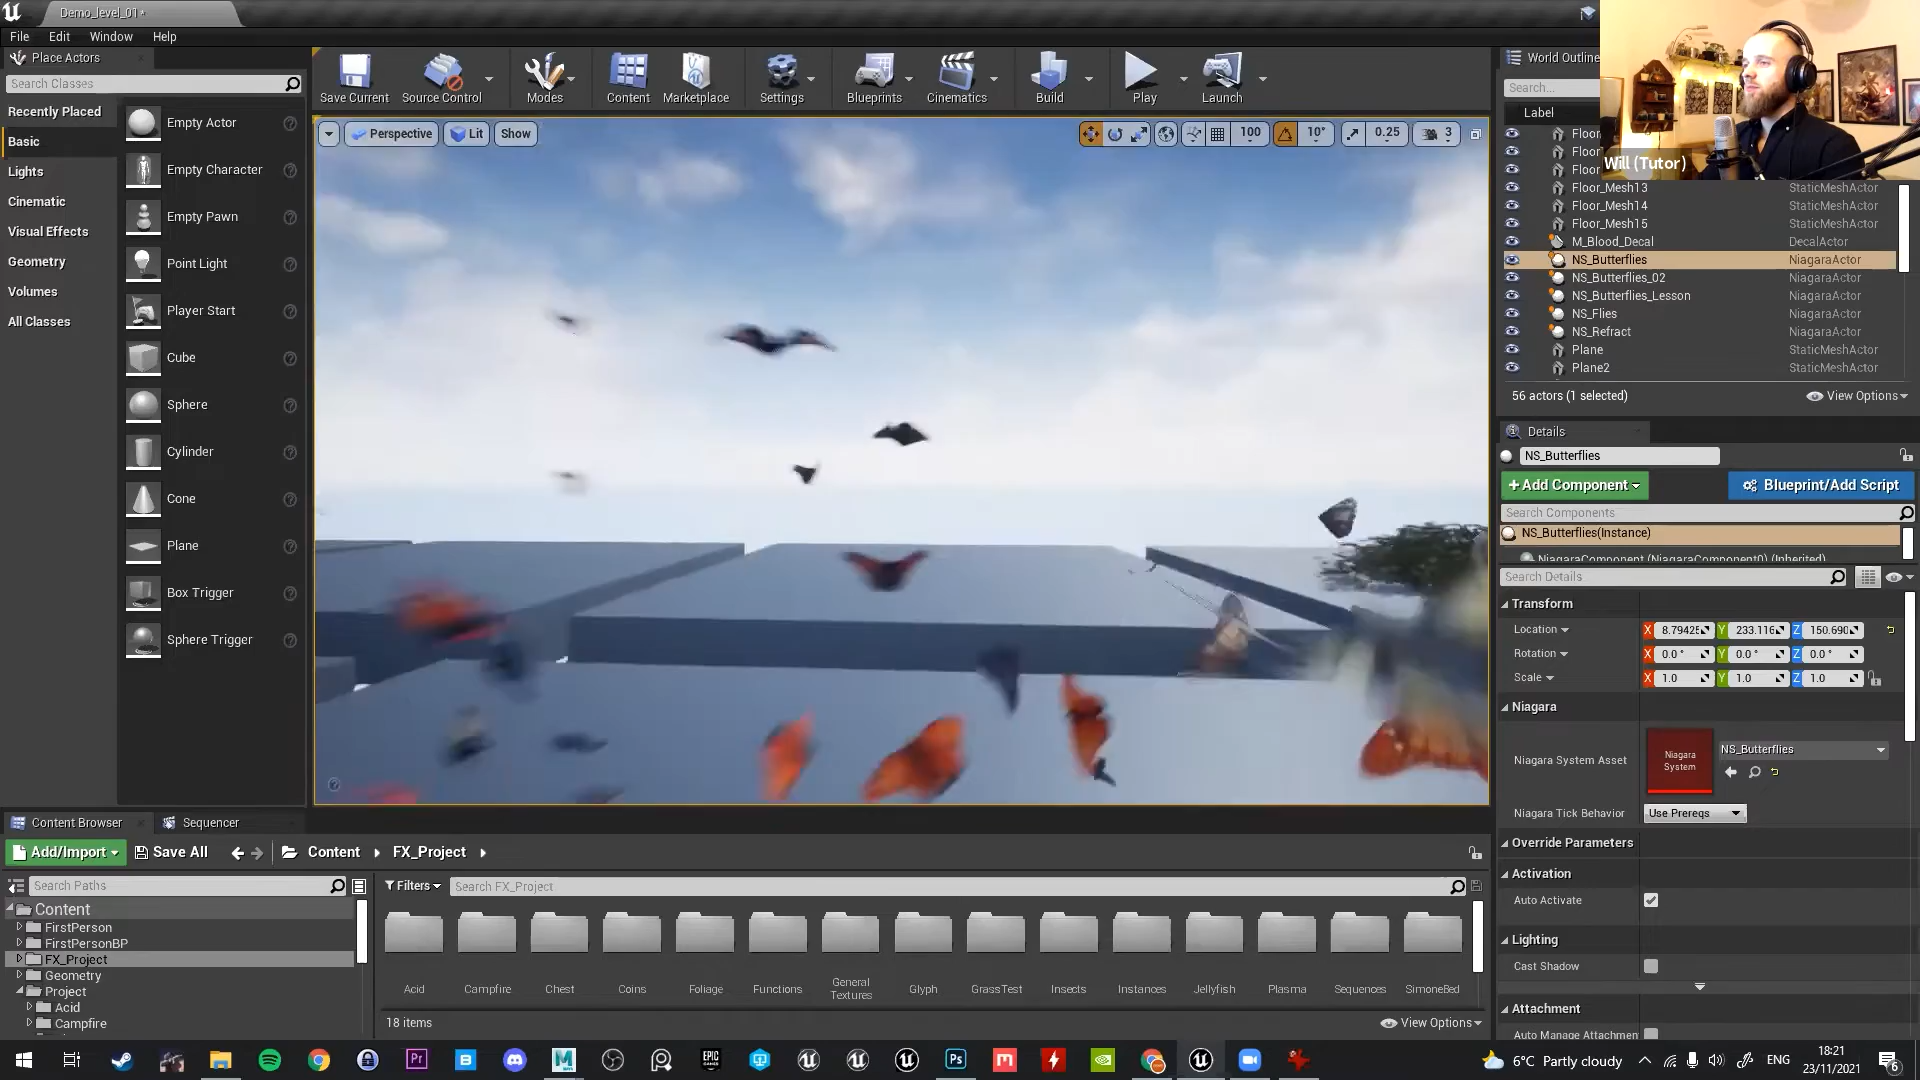 Demo_level_01*
File Edit Window Help
Place Actors
Search Classes
Recently Placed
Basic
Lights
Cinematic
Visual Effects
Geometry
Volumes
All Classes
Empty Actor
Empty Character
Empty Pawn
Point Light
Player Start
Cube
Sphere
Cylinder
Cone
Plane
Box Trigger
Sphere Trigger
Save Current Source Control Modes Content Marketplace Settings Blueprints Cinematics Build Play Launch
Perspective Lit Show 100 10° 0.25 3
World Outline
Search...
Label
Will (Tutor)
Floor
Floor
Floor
Floor_Mesh13 StaticMeshActor
Floor_Mesh14 StaticMeshActor
Floor_Mesh15 StaticMeshActor
M_Blood_Decal DecalActor
NS_Butterflies NiagaraActor
NS_Butterflies_02 NiagaraActor
NS_Butterflies_Lesson NiagaraActor
NS_Flies NiagaraActor
NS_Refract NiagaraActor
Plane StaticMeshActor
Plane2 StaticMeshActor
56 actors (1 selected) View Options
Details
NS_Butterflies
+Add Component Blueprint/Add Script
Search Components
NS_Butterflies(Instance)
NiagaraComponent (NiagaraComponent0) (Inherited)
Search Details
Transform
Location X 8.7942 Y 233.116 Z 150.690
Rotation X 0.0 ° Y 0.0 ° Z 0.0 °
Scale X 1.0 Y 1.0 Z 1.0
Niagara
Niagara System Asset Niagara System NS_Butterflies
Niagara Tick Behavior Use Prereqs
Override Parameters
Activation
Auto Activate
Lighting
Cast Shadow
Attachment
Auto Manage Attachmen
Content Browser Sequencer
Add/Import Save All Content FX_Project
Search Paths
Filters Search FX_Project
Content
FirstPerson
FirstPersonBP
FX_Project
Geometry
Project
Acid
Campfire
Acid Campfire Chest Coins Foliage Functions General Textures Glyph GrassTest Insects Instances Jellyfish Plasma Sequences SimoneBed
18 items View Options
6°C Partly cloudy ENG 18:21
23/11/2021 6